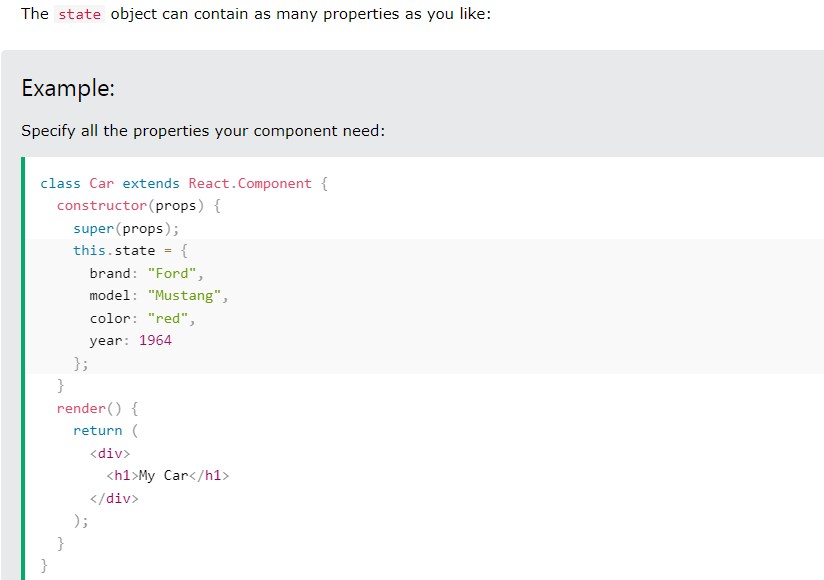 The state object can contain as many properties as you like:
Example:
Specify all the properties your component need:
class Car extends React.Component {
  constructor(props) {
    super(props);
    this.state = {
      brand: "Ford",
      model: "Mustang",
      color: "red",
      year: 1964
    };
  }
  render() {
    return (
      <div>
        <h1>My Car</h1>
      </div>
    );
  }
}